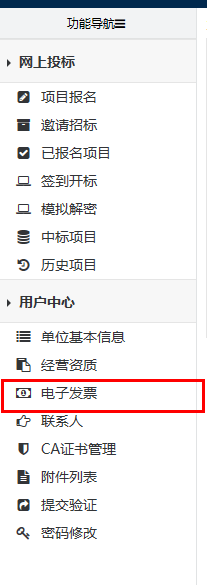 功能导航
网上投标
项目报名
邀请招标
已报名项目
签到开标
模拟解密
中标项目
历史项目
用户中心
单位基本信息
经营资质
电子发票
联系人
CA证书管理
附件列表
提交验证
密码修改